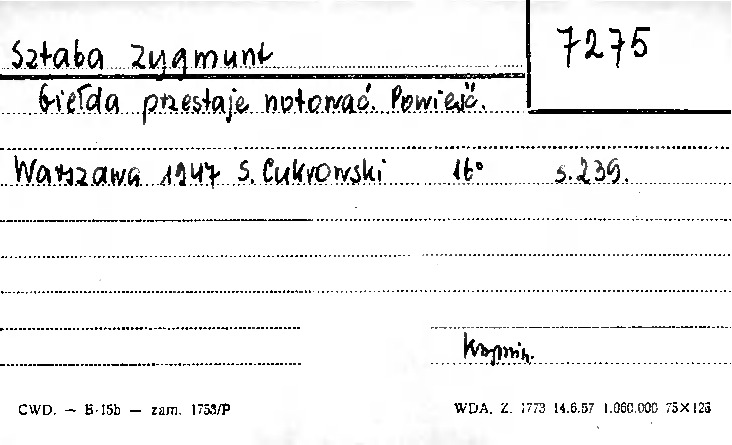 Sztaba Zygmunt
7275
Giełda przestaje notować. Powieść.
Warszawa 1947 S. Cukrowski 16° s. 239.
CWD. — B-15b — zam. 1753/P
WDA. Z. 1773 14.6.57 1.060.000 75×125